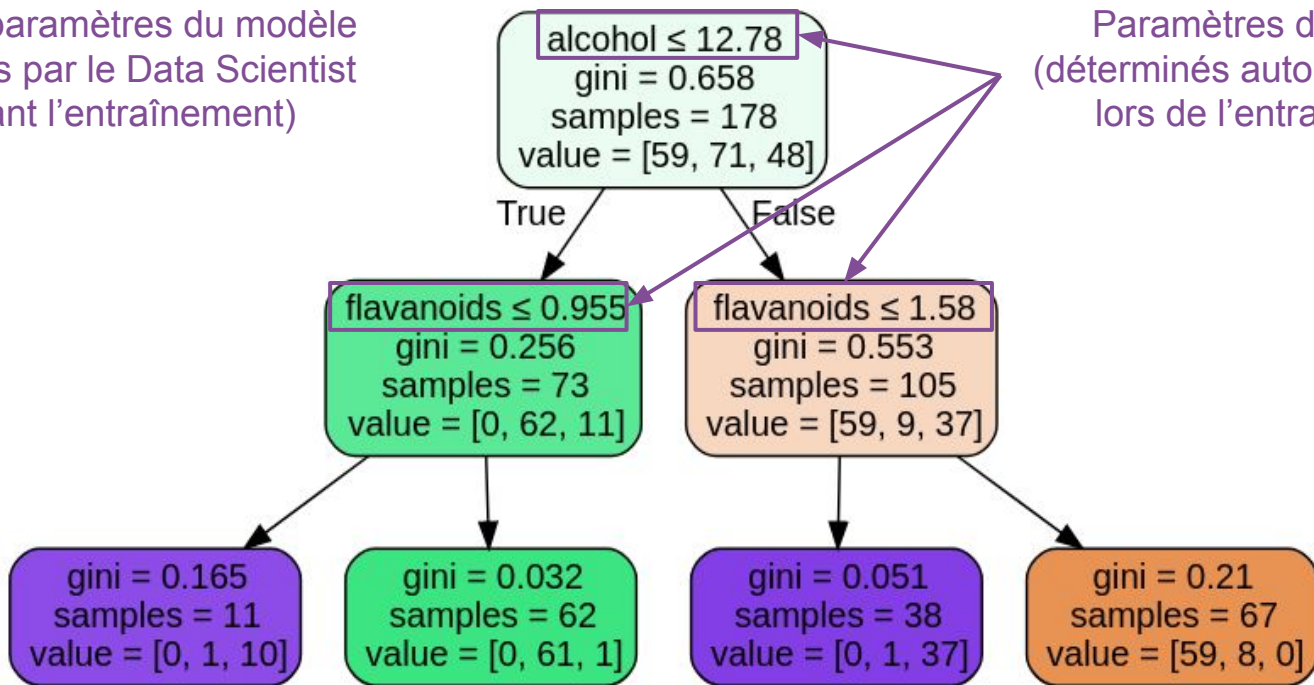 paramètres du modèle
s par le Data Scientist
ant l'entraînement)
Paramètres d
(déterminés auto
lors de l'entra
alcohol ≤ 12.78
gini = 0.658
samples = 178
value = [59, 71, 48]
True
False
flavanoids ≤ 0.955
gini = 0.256
samples = 73
value = [0, 62, 11]
flavanoids ≤ 1.58
gini = 0.553
samples = 105
value = [59, 9, 37]
gini = 0.165
samples = 11
value = [0, 1, 10]
gini = 0.032
samples = 62
value = [0, 61, 1]
gini = 0.051
samples = 38
value = [0, 1, 37]
gini = 0.21
samples = 67
value = [59, 8, 0]